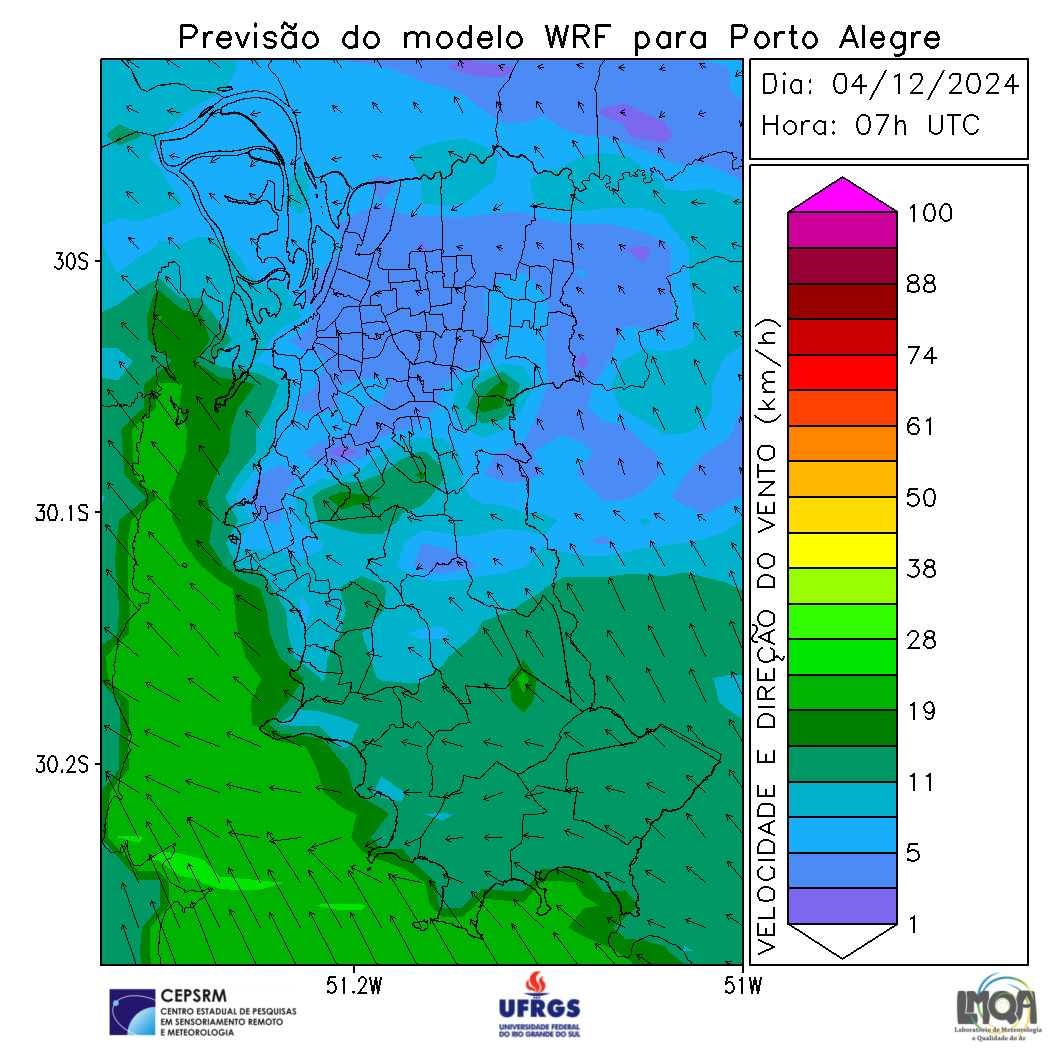 Previsão do modelo WRF para Porto Alegre
Dia: 04/12/2024
Hora: 07h UTC
30S
30.1S
30.2S
51.2W
51W
VELOCIDADE E DIREÇÃO DO VENTO (km/h)
100
88
74
61
50
38
28
19
11
5
1
CEPSRM
CENTRO ESTADUAL DE PESQUISAS
EM SENSORIAMENTO REMOTO
E METEOROLOGIA
UFRGS
UNIVERSIDADE FEDERAL
DO RIO GRANDE DO SUL
LMQA
Laboratório de Meteorologia
e Qualidade do Ar